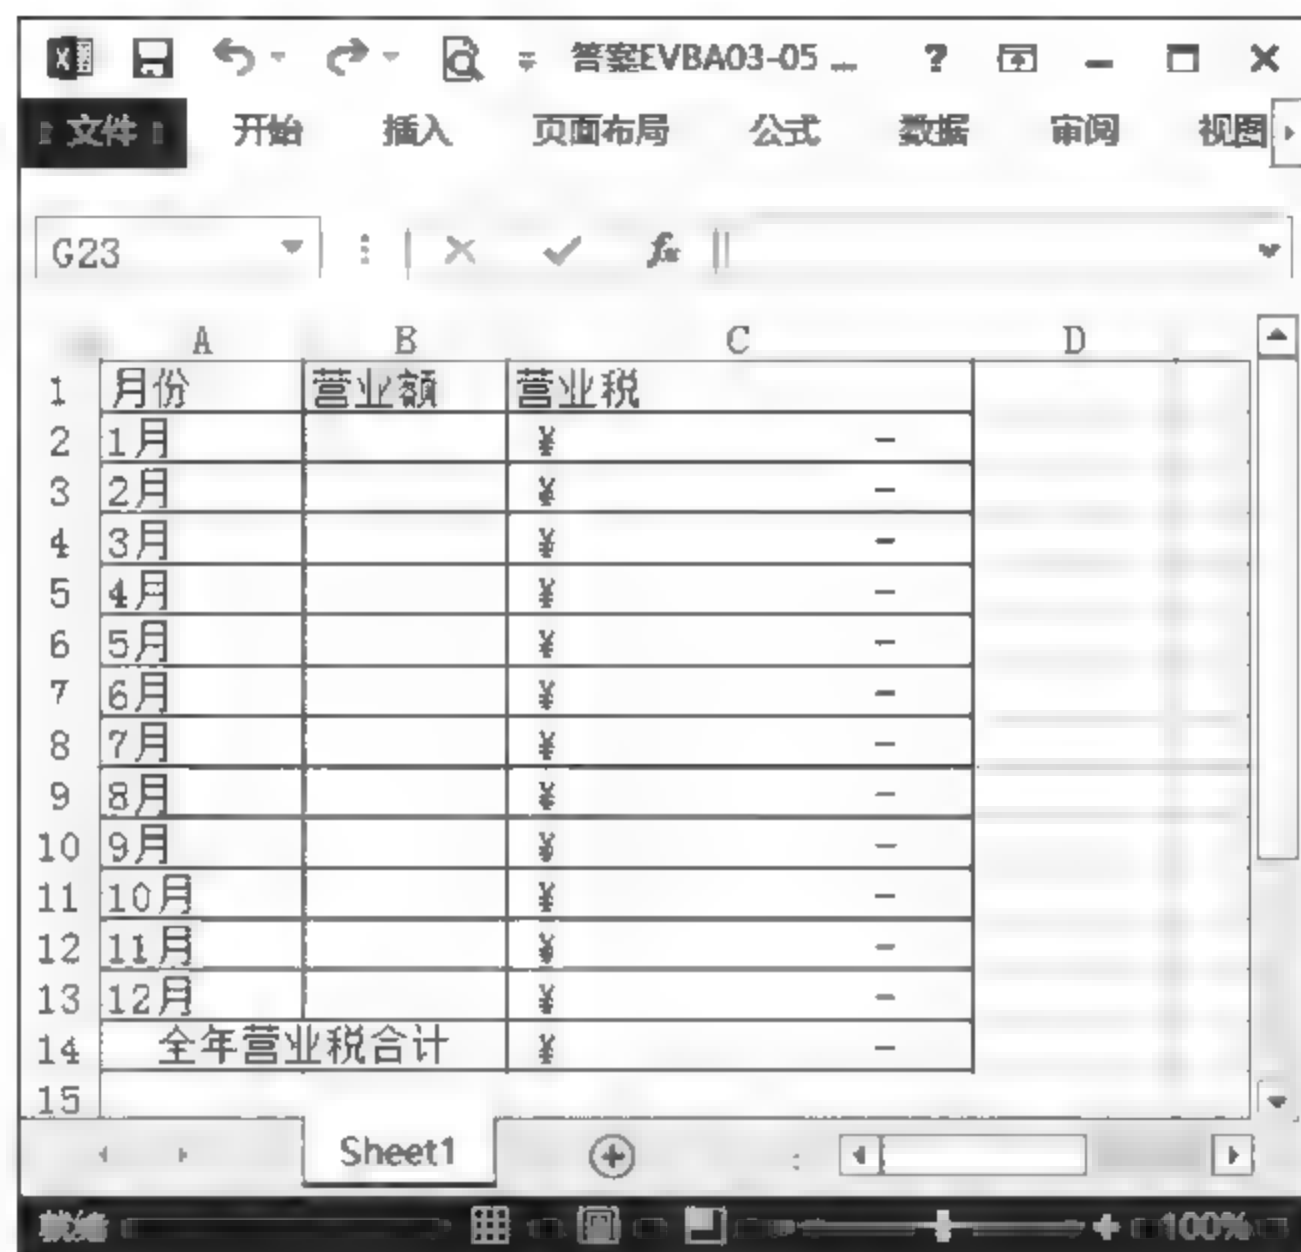 答案EVBA03-05 ... ?
文件 开始 插入 页面布局 公式 数据 审阅 视图
G23 fx
A B C D
1 月份 营业额 营业税
2 1月 ¥ -
3 2月 ¥ -
4 3月 ¥ -
5 4月 ¥ -
6 5月 ¥ -
7 6月 ¥ -
8 7月 ¥ -
9 8月 ¥ -
10 9月 ¥ -
11 10月 ¥ -
12 11月 ¥ -
13 12月 ¥ -
14 全年营业税合计 ¥ -
15
Sheet1
就绪 100%